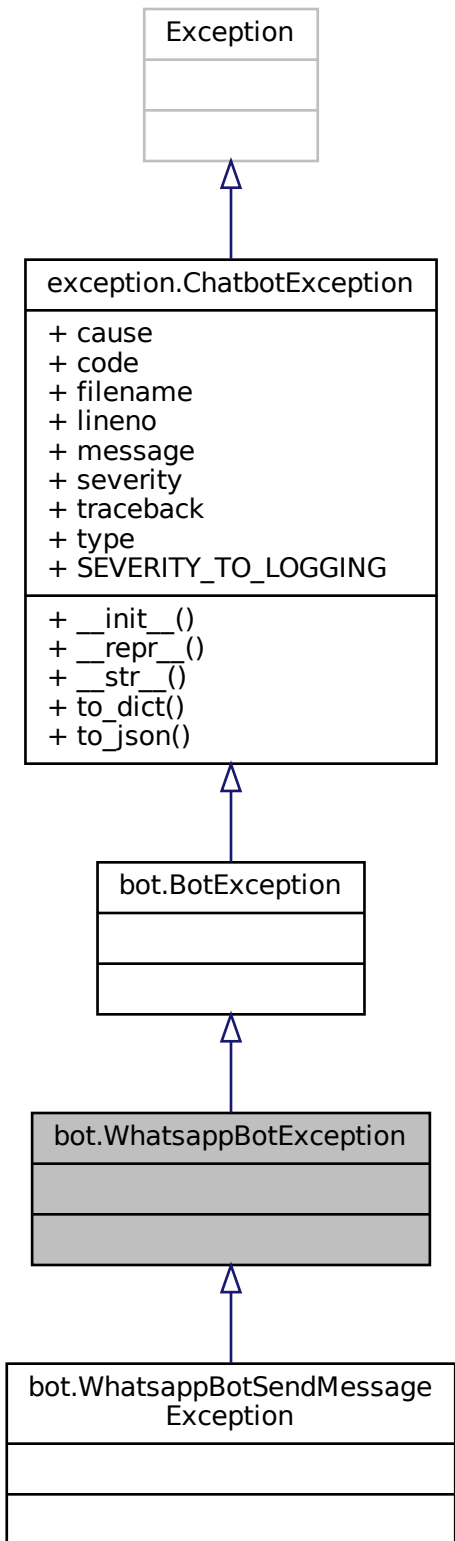 Exception
exception.ChatbotException
+ cause
+ code
+ filename
+ lineno
+ message
+ severity
+ traceback
+ type
+ SEVERITY_TO_LOGGING
+ __init__()
+ __repr__()
+ __str__()
+ to_dict()
+ to_json()
bot.BotException
bot.WhatsappBotException
bot.WhatsappBotSendMessage
Exception